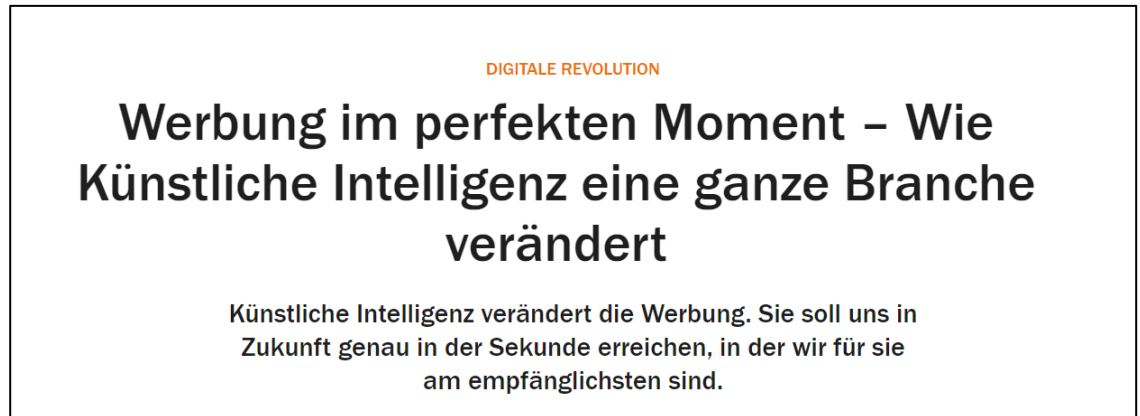 DIGITALE REVOLUTION
Werbung im perfekten Moment – Wie
Künstliche Intelligenz eine ganze Branche
verändert
Künstliche Intelligenz verändert die Werbung. Sie soll uns in
Zukunft genau in der Sekunde erreichen, in der wir für sie
am empfänglichsten sind.